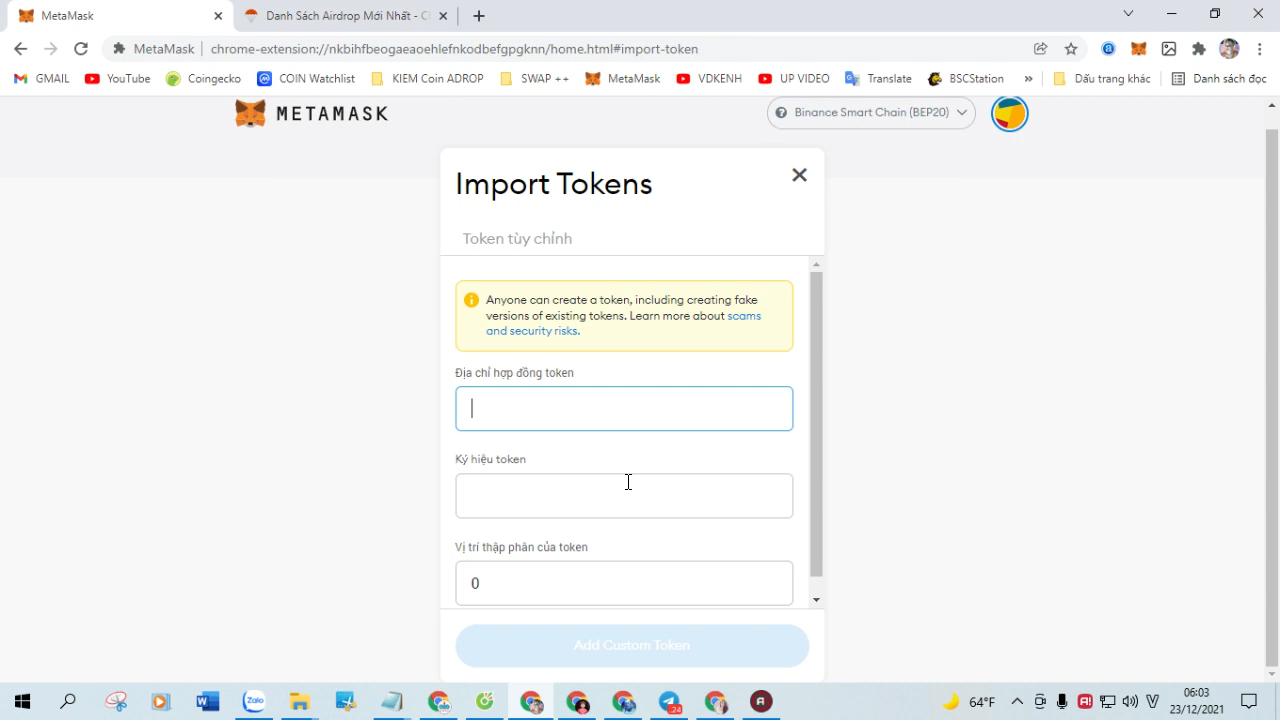 MetaMask
Danh Sách Airdrop Mới Nhất - C
MetaMask
chrome-extension://nkbihfbeogaeaoehlefnkodbefgpgknn/home.html#import-token
GMAIL
YouTube
Coingecko
COIN Watchlist
KIEM Coin ADROP
SWAP ++
MetaMask
VDKENH
UP VIDEO
Translate
BSCStation
»
Dấu trang khác
Danh sách đọc
METAMASK
Binance Smart Chain (BEP20)
Import Tokens
Token tùy chỉnh
Anyone can create a token, including creating fake
versions of existing tokens. Learn more about scams
and security risks.
Địa chỉ hợp đồng token
Ký hiệu token
Vị trí thập phân của token
0
Add Custom Token
Zalo
24
64°F
06:03
23/12/2021